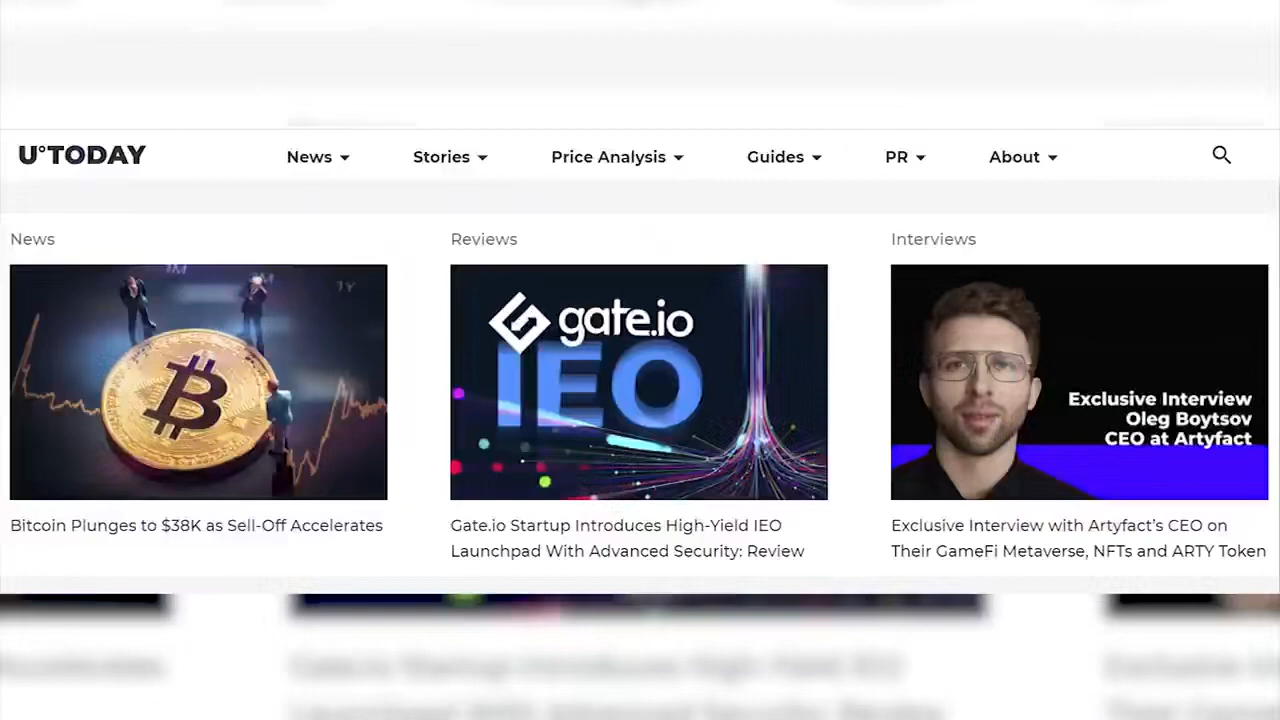 U°TODAY
News
Stories
Price Analysis
Guides
PR
About
News
Reviews
Interviews
1Y
gate.io
IEO
Exclusive Interview
Oleg Boytsov
CEO at Artyfact
Bitcoin Plunges to $38K as Sell-Off Accelerates
Gate.io Startup Introduces High-Yield IEO
Launchpad With Advanced Security: Review
Exclusive Interview with Artyfact’s CEO on
Their GameFi Metaverse, NFTs and ARTY Token